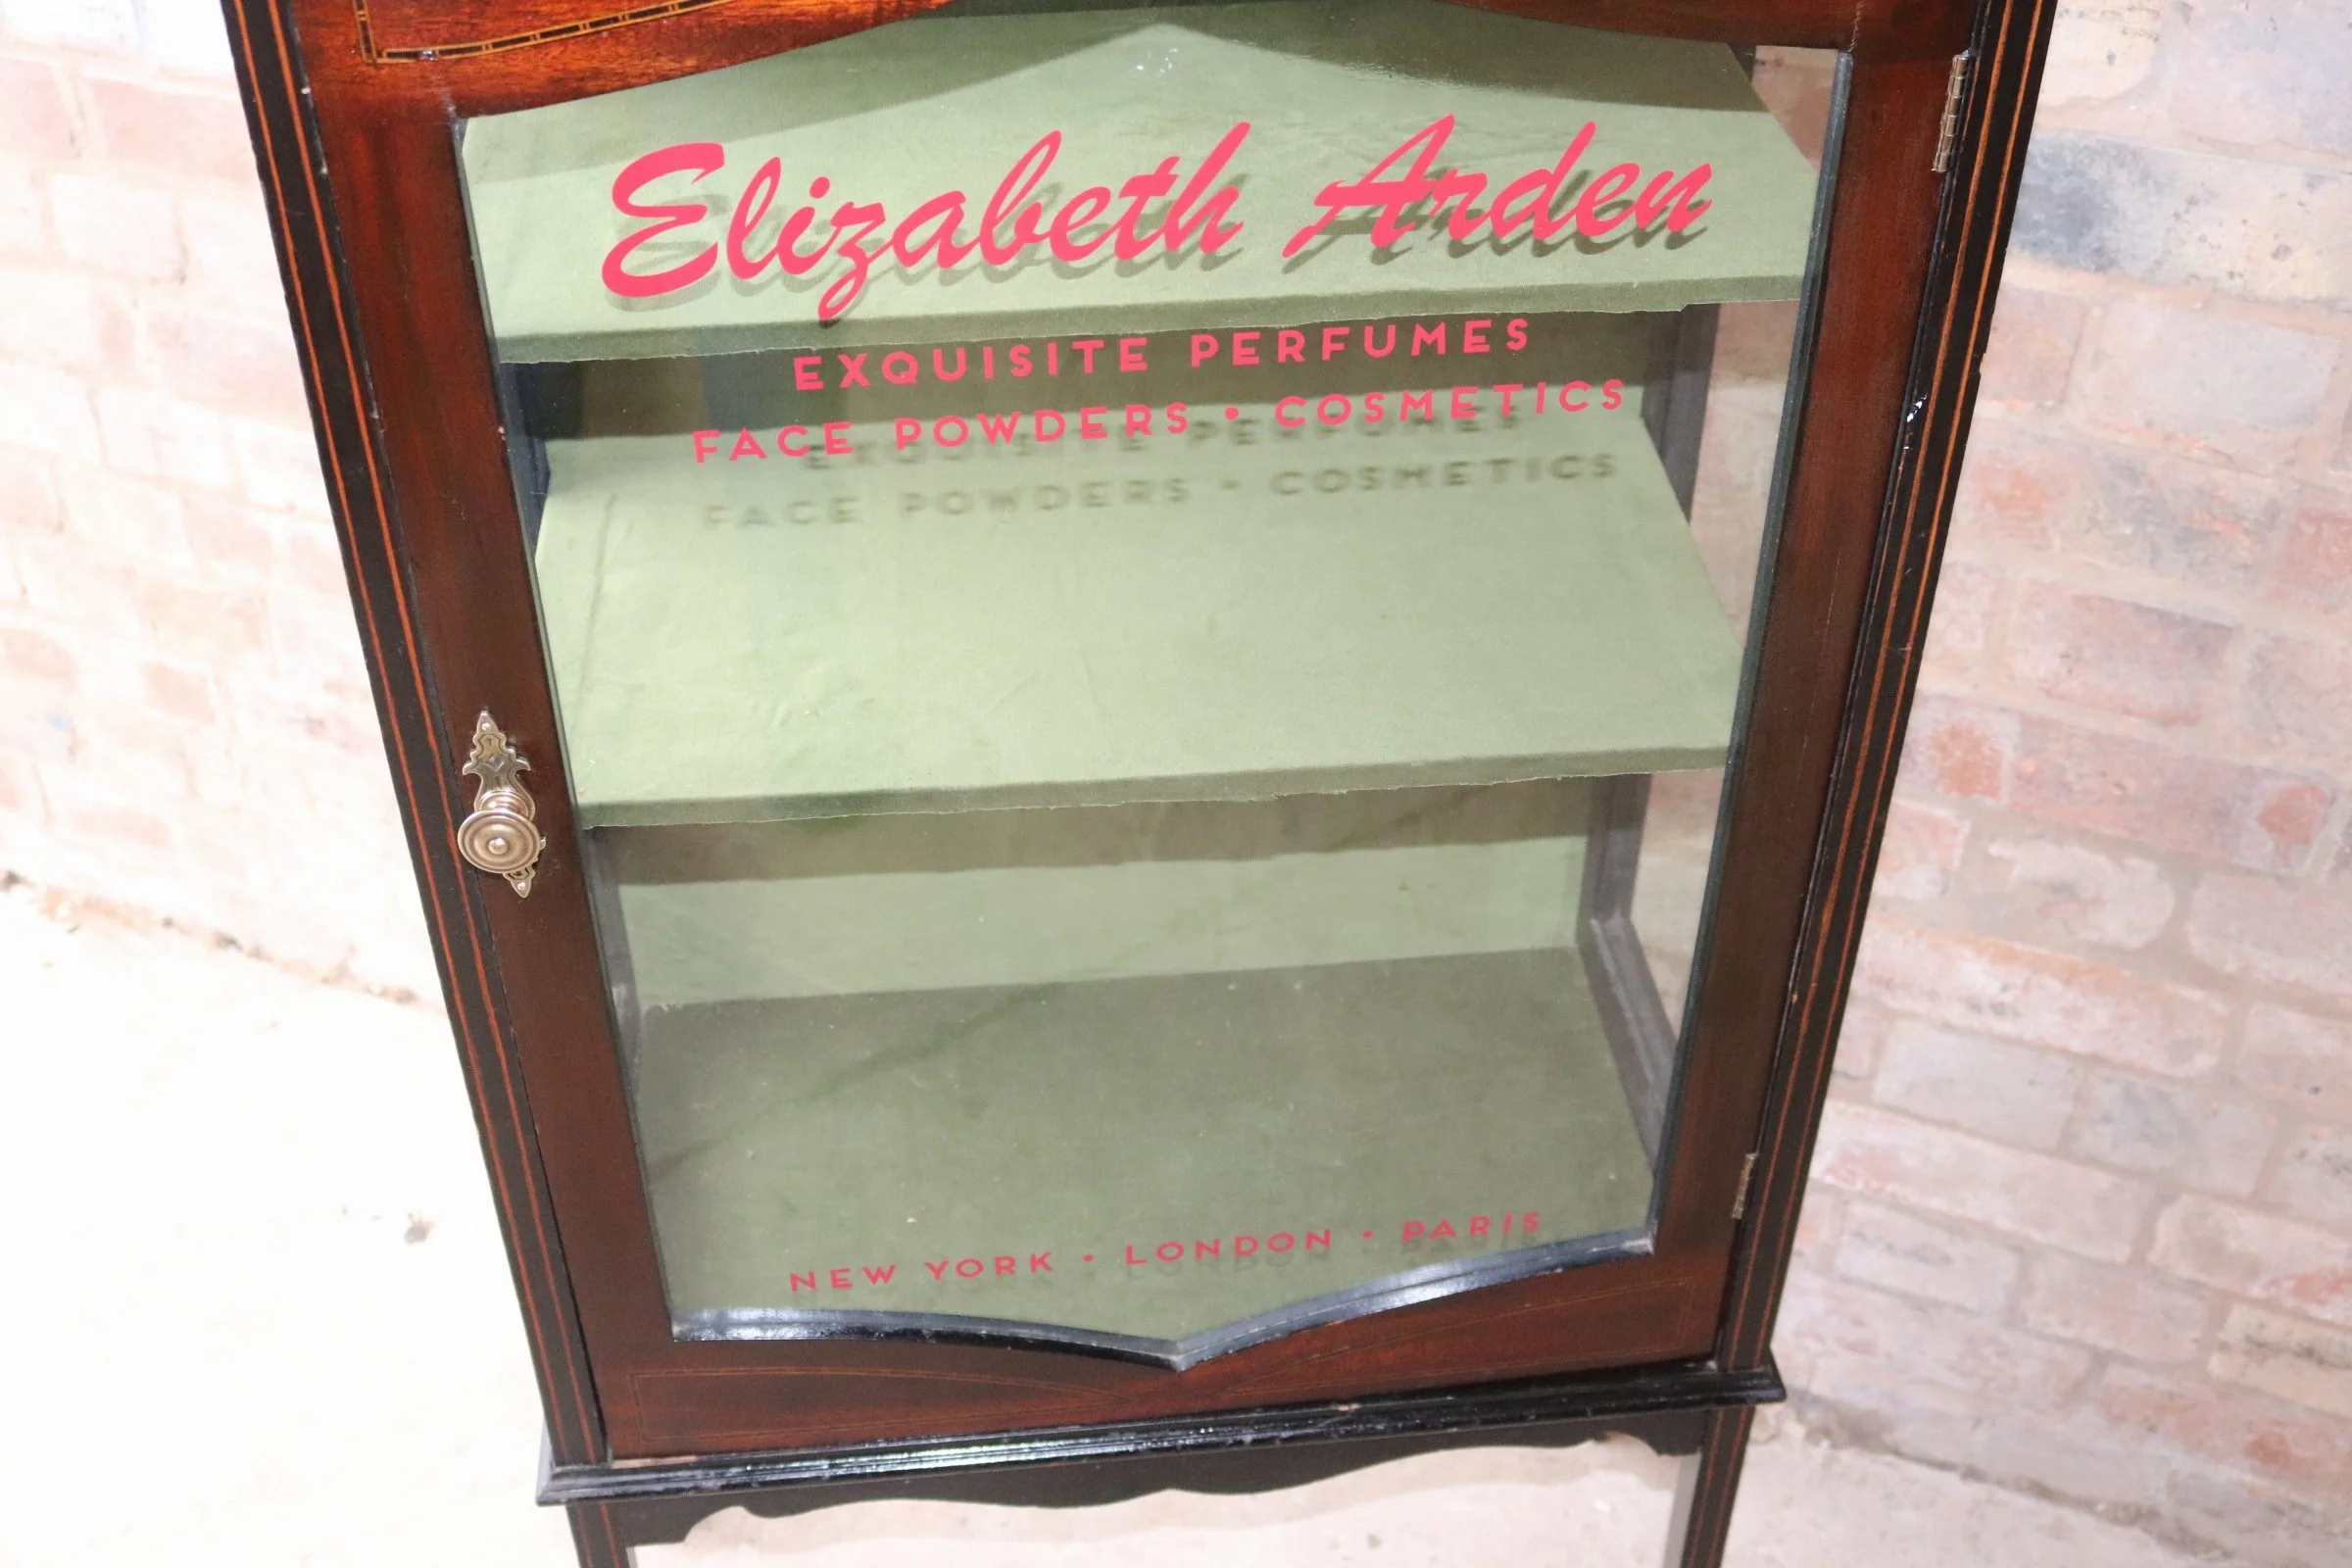 Elizabeth Arden
EXQUISITE PERFUMES
FACE POWDERS • COSMETICS
NEW YORK • LONDON • PARIS